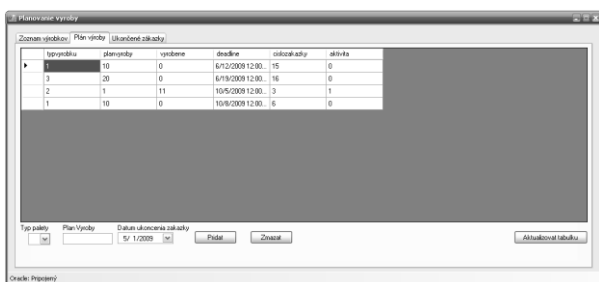 Planovanie vyroby
Zoznam výrobkov Plán výroby Ukončené zákazky
typvyrobku planvyroby vyrobene deadline cislozakazky aktivita
1 10 0 6/12/2009 12:00... 15 0
3 20 0 6/19/2009 12:00... 16 0
2 1 11 10/5/2009 12:00... 3 1
1 10 0 10/8/2009 12:00... 6 0
Typ palety Plan Vyroby Datum ukoncenia zakazky
5/ 1/2009 Pridat Zmazat Aktualizovat tabulku
Oracle: Pripojený